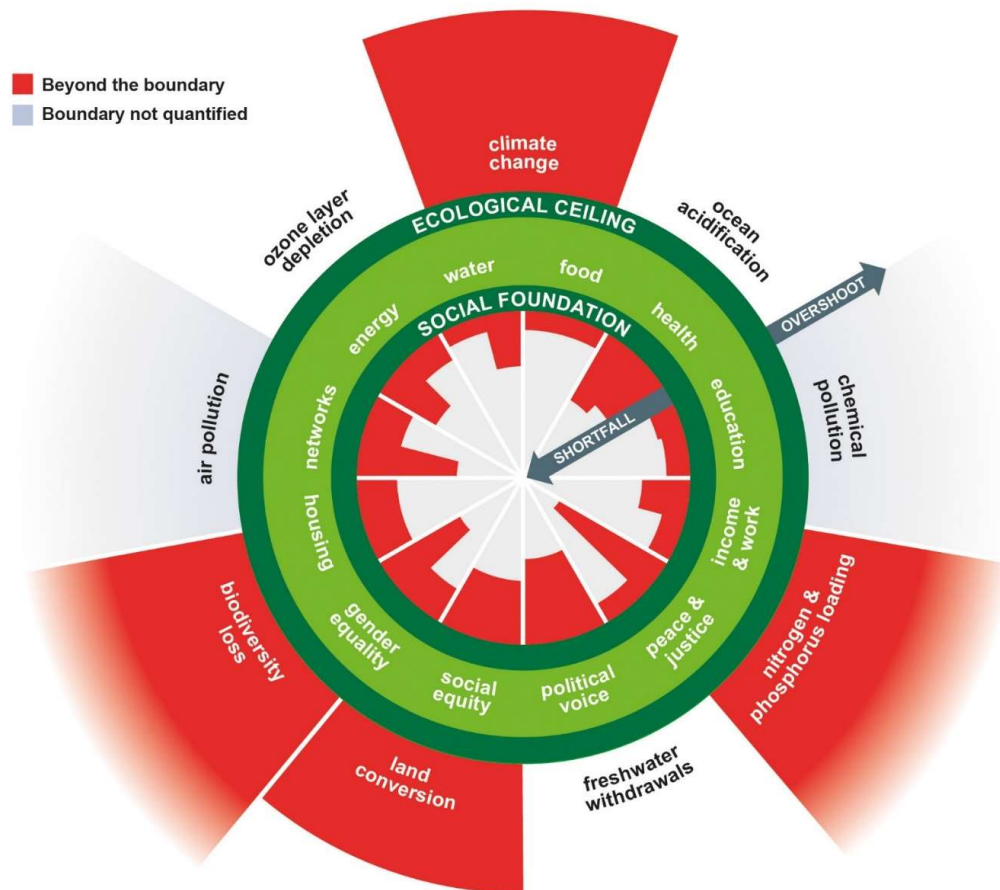 Beyond the boundary
Boundary not quantified
climate
change
ozone layer
depletion
ocean
acidification
ECOLOGICAL CEILING
water
food
energy
health
SOCIAL FOUNDATION
OVERSHOOT
air pollution
networks
SHORTFALL
education
chemical
pollution
housing
income
& work
biodiversity
loss
gender
equality
social
equity
political
voice
peace &
justice
nitrogen &
phosphorus loading
land
conversion
freshwater
withdrawals